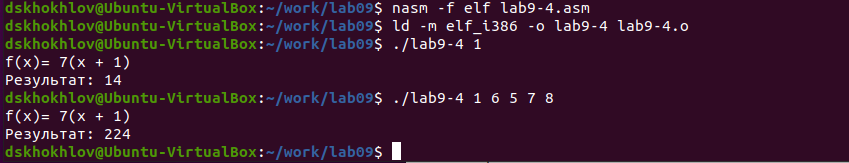 dskhokhlov@Ubuntu-VirtualBox:~/work/lab09$ nasm -f elf lab9-4.asm
dskhokhlov@Ubuntu-VirtualBox:~/work/lab09$ ld -m elf_i386 -o lab9-4 lab9-4.o
dskhokhlov@Ubuntu-VirtualBox:~/work/lab09$ ./lab9-4 1
f(x)= 7(x + 1)
Результат: 14
dskhokhlov@Ubuntu-VirtualBox:~/work/lab09$ ./lab9-4 1 6 5 7 8
f(x)= 7(x + 1)
Результат: 224
dskhokhlov@Ubuntu-VirtualBox:~/work/lab09$